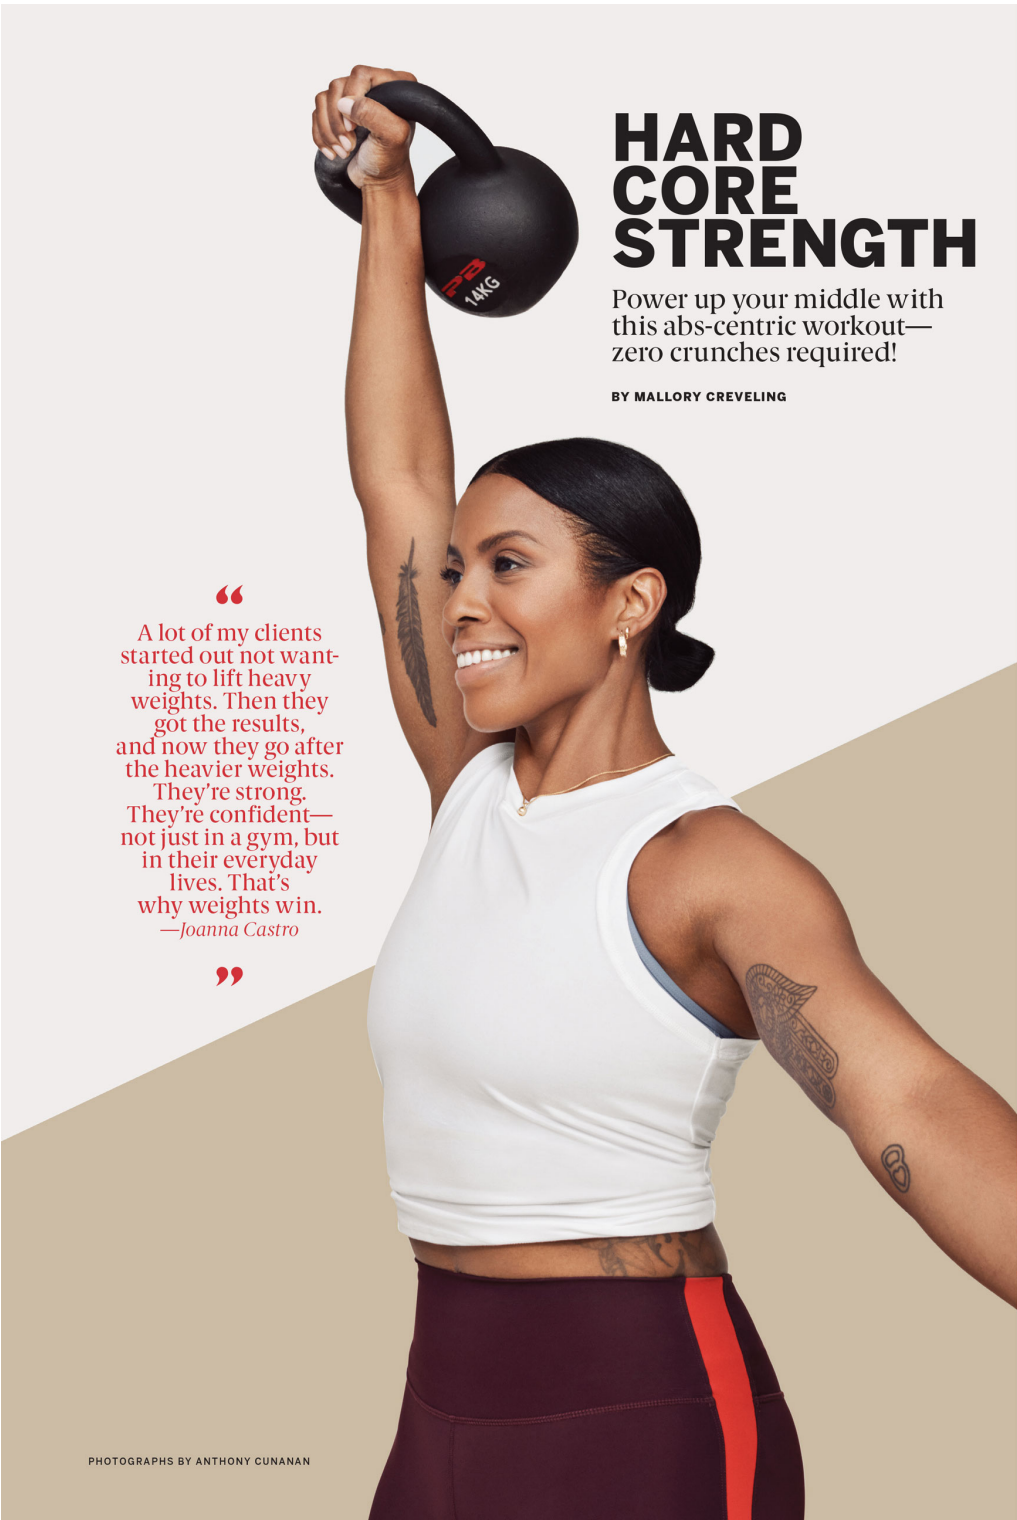 HARD
CORE
STRENGTH
Power up your middle with
this abs-centric workout—
zero crunches required!
BY MALLORY CREVELING
PB
14KG
“
A lot of my clients
started out not want-
ing to lift heavy
weights. Then they
got the results,
and now they go after
the heavier weights.
They’re strong.
They’re confident—
not just in a gym, but
in their everyday
lives. That’s
why weights win.
—Joanna Castro
”
PHOTOGRAPHS BY ANTHONY CUNANAN